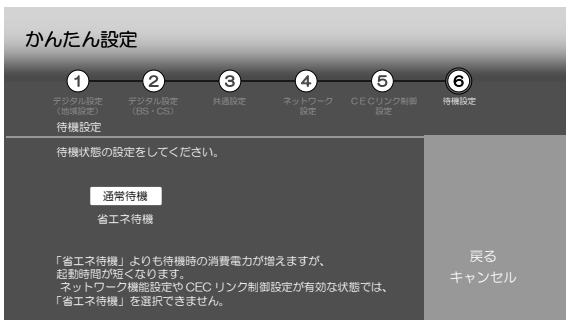 かんたん設定
1 2 3 4 5 6
デジタル設定 デジタル設定 共通設定 ネットワーク CECリンク制御 待機設定
（地域設定） （BS・CS） 設定 設定
待機設定
待機状態の設定をしてください。
通常待機
省エネ待機
「省エネ待機」よりも待機時の消費電力が増えますが、
起動時間が短くなります。
ネットワーク機能設定や CEC リンク制御設定が有効な状態では、
「省エネ待機」を選択できません。
戻る
キャンセル